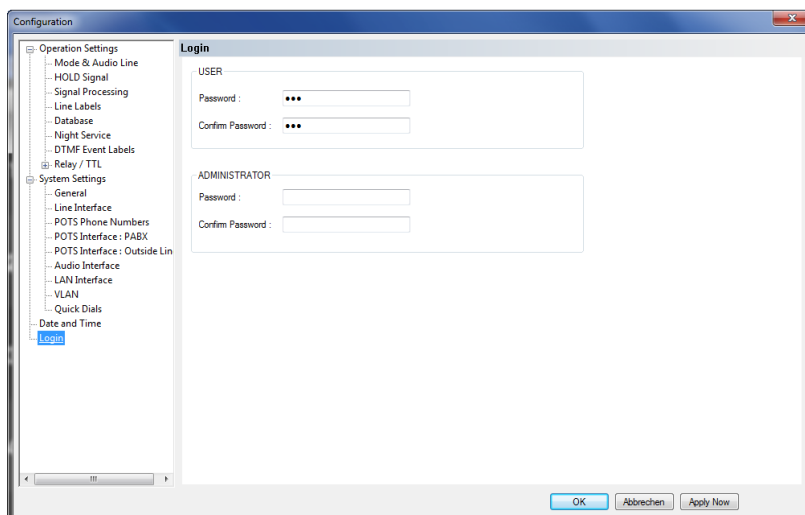 Configuration
Operation Settings
Mode & Audio Line
HOLD Signal
Signal Processing
Line Labels
Database
Night Service
DTMF Event Labels
Relay / TTL
System Settings
General
Line Interface
POTS Phone Numbers
POTS Interface : PABX
POTS Interface : Outside Lin
Audio Interface
LAN Interface
VLAN
Quick Dials
Date and Time
Login
Login
USER
Password :
Confirm Password :
ADMINISTRATOR
Password :
Confirm Password :
OK
Abbrechen
Apply Now